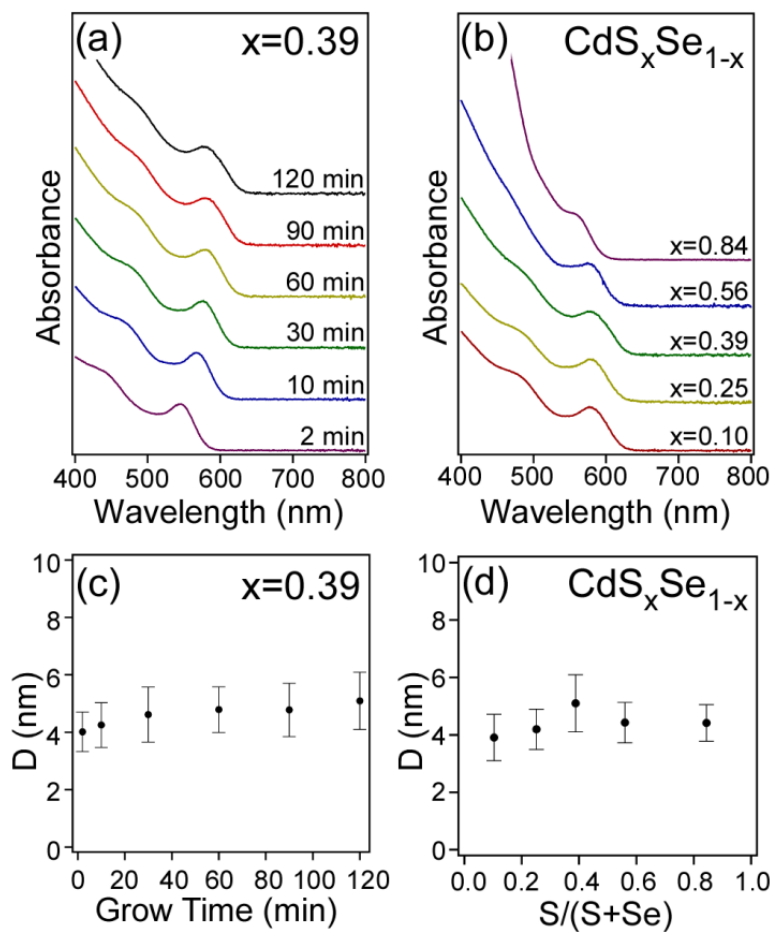 (a) x=0.39
Absorbance
120 min
90 min
60 min
30 min
10 min
2 min
400 500 600 700 800
Wavelength (nm)
(b) CdSₓSe₁₋ₓ
Absorbance
x=0.84
x=0.56
x=0.39
x=0.25
x=0.10
400 500 600 700 800
Wavelength (nm)
(c) x=0.39
D (nm)
10
8
6
4
2
0
0 20 40 60 80 100 120
Grow Time (min)
(d) CdSₓSe₁₋ₓ
D (nm)
10
8
6
4
2
0
0.0 0.2 0.4 0.6 0.8 1.0
S/(S+Se)